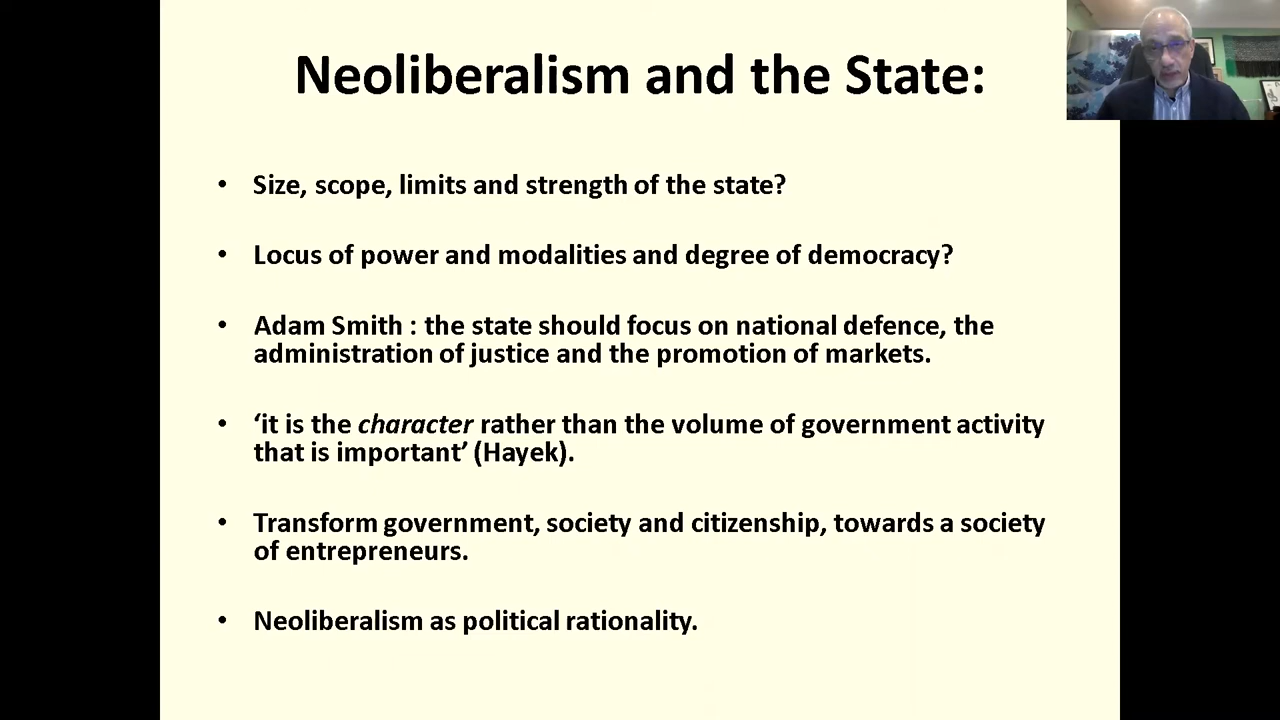 Neoliberalism and the State:
• Size, scope, limits and strength of the state?
• Locus of power and modalities and degree of democracy?
• Adam Smith : the state should focus on national defence, the
administration of justice and the promotion of markets.
• ‘it is the character rather than the volume of government activity
that is important’ (Hayek).
• Transform government, society and citizenship, towards a society
of entrepreneurs.
• Neoliberalism as political rationality.